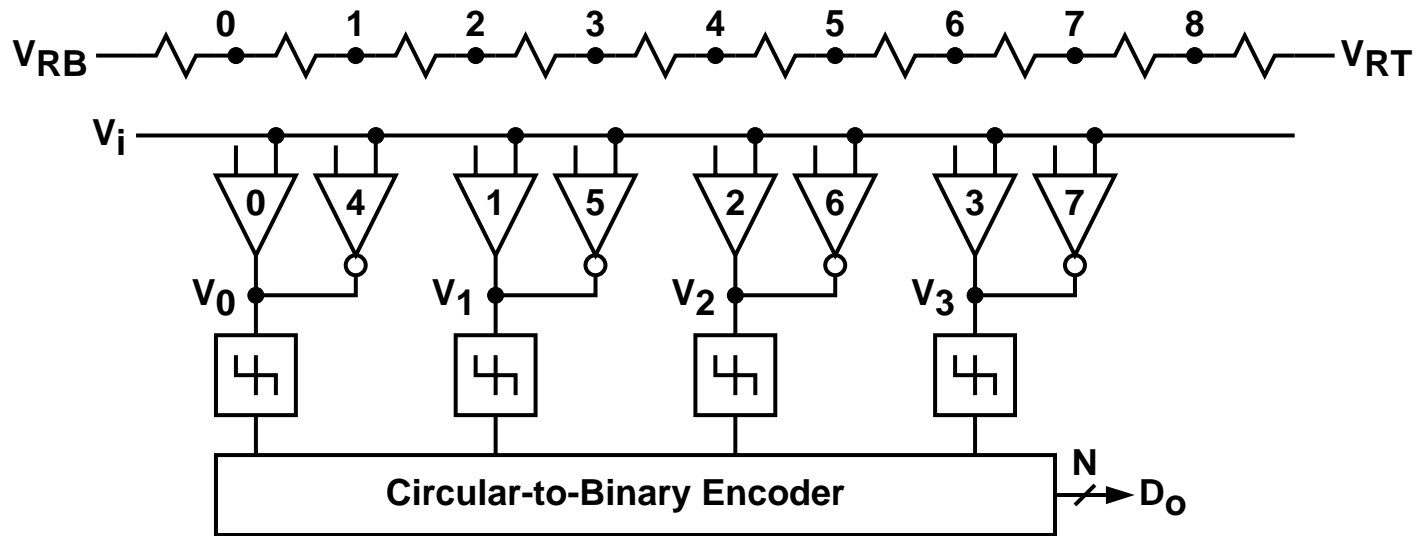 0 1 2 3 4 5 6 7 8
V_RB V_RT
V_i
0 4 1 5 2 6 3 7
V_0 V_1 V_2 V_3
Circular-to-Binary Encoder
N
D_o